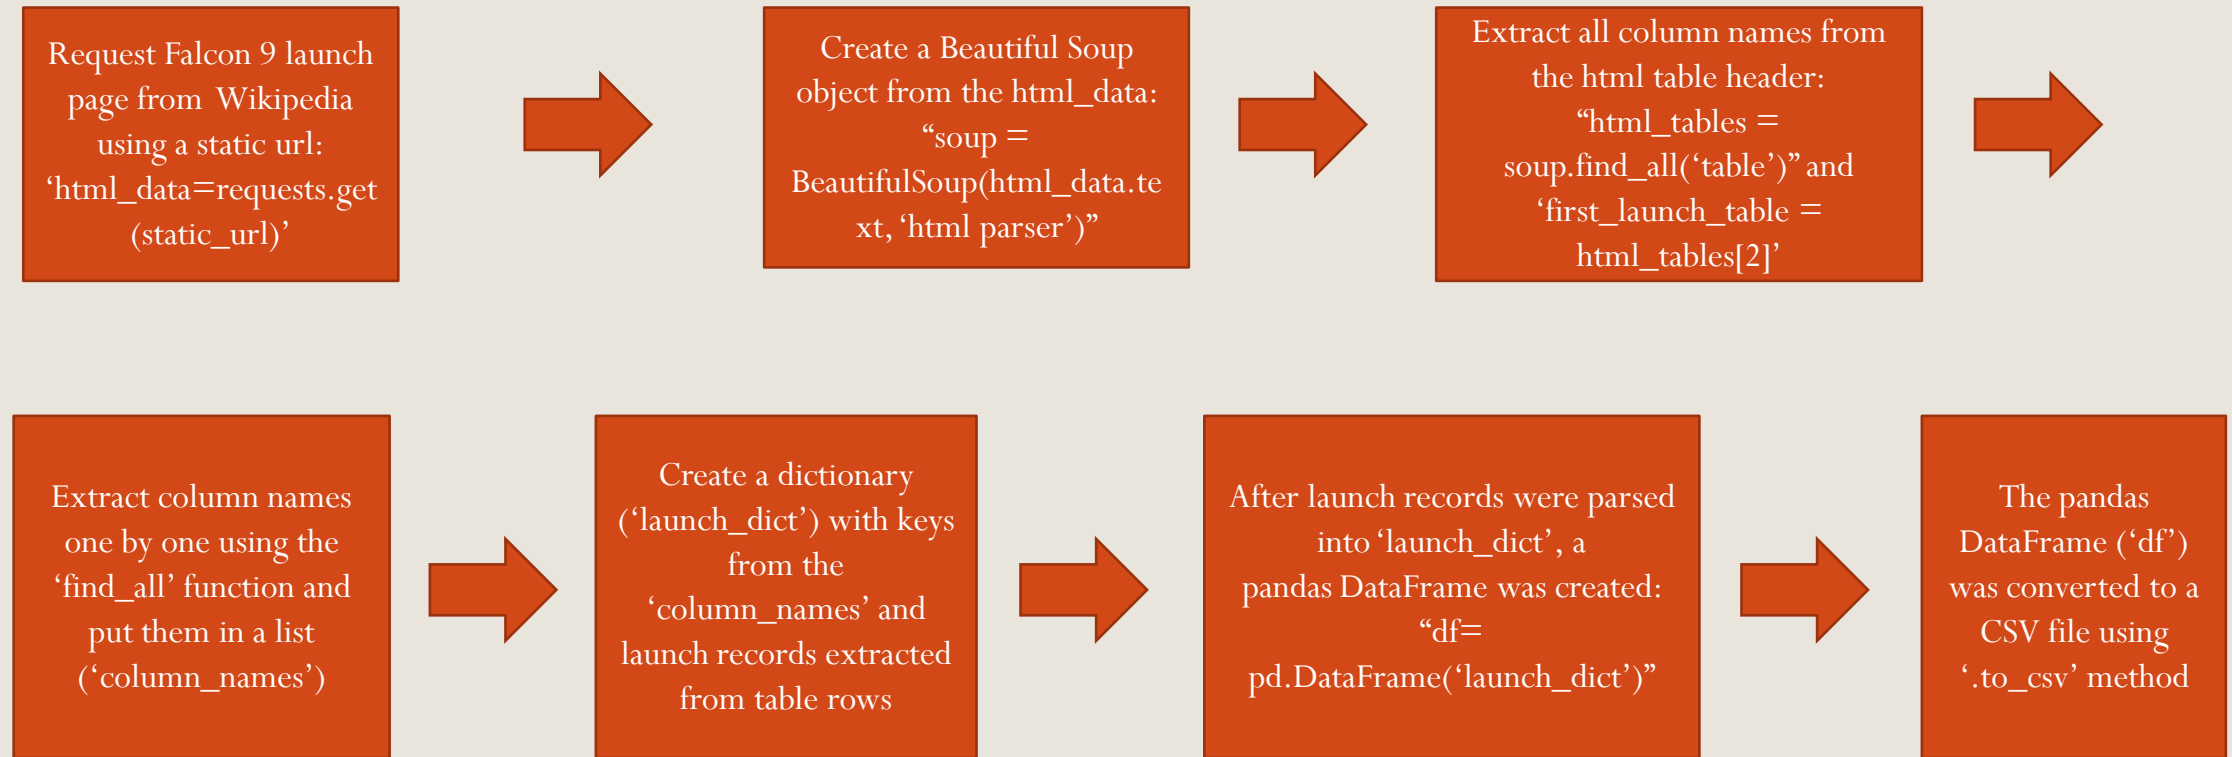 Request Falcon 9 launch
page from Wikipedia
using a static url:
‘html_data=requests.get
(static_url)’
Create a Beautiful Soup
object from the html_data:
“soup =
BeautifulSoup(html_data.te
xt, ‘html parser’)”
Extract all column names from
the html table header:
“html_tables =
soup.find_all(‘table’)” and
‘first_launch_table =
html_tables[2]’
Extract column names
one by one using the
‘find_all’ function and
put them in a list
(‘column_names’)
Create a dictionary
(‘launch_dict’) with keys
from the
‘column_names’ and
launch records extracted
from table rows
After launch records were parsed
into ‘launch_dict’, a
pandas DataFrame was created:
“df=
pd.DataFrame(‘launch_dict’)”
The pandas
DataFrame (‘df’)
was converted to a
CSV file using
‘.to_csv’ method